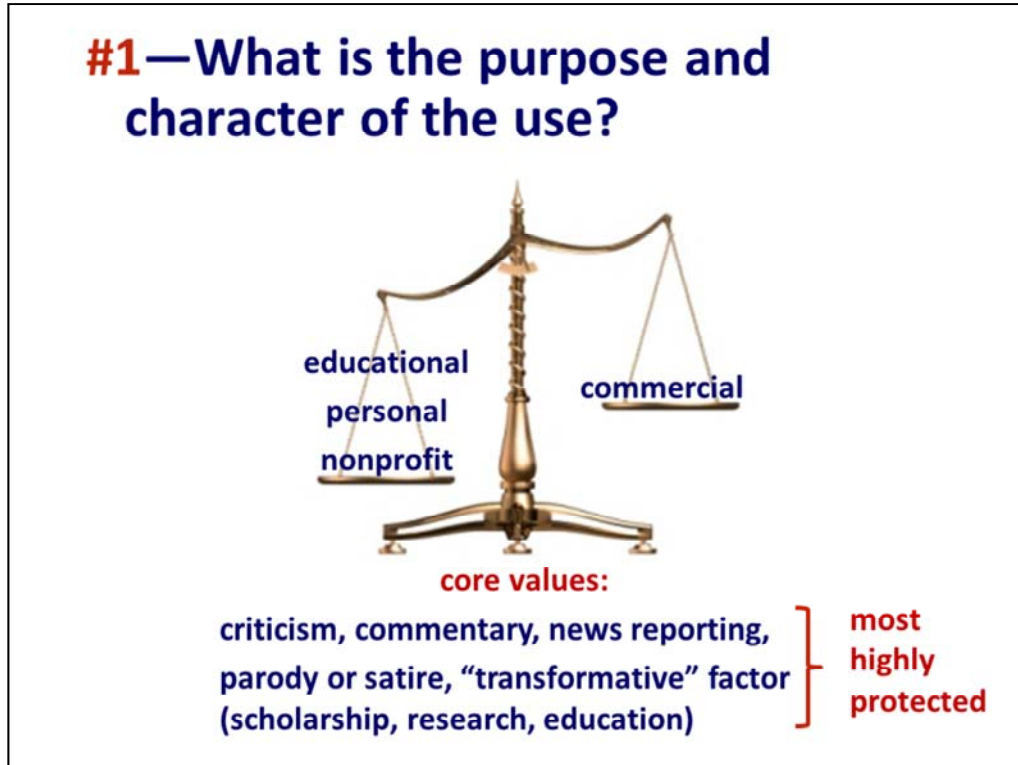 #1—What is the purpose and
character of the use?
educational
personal
nonprofit
commercial
core values:
criticism, commentary, news reporting,
parody or satire, “transformative” factor
(scholarship, research, education)
most
highly
protected